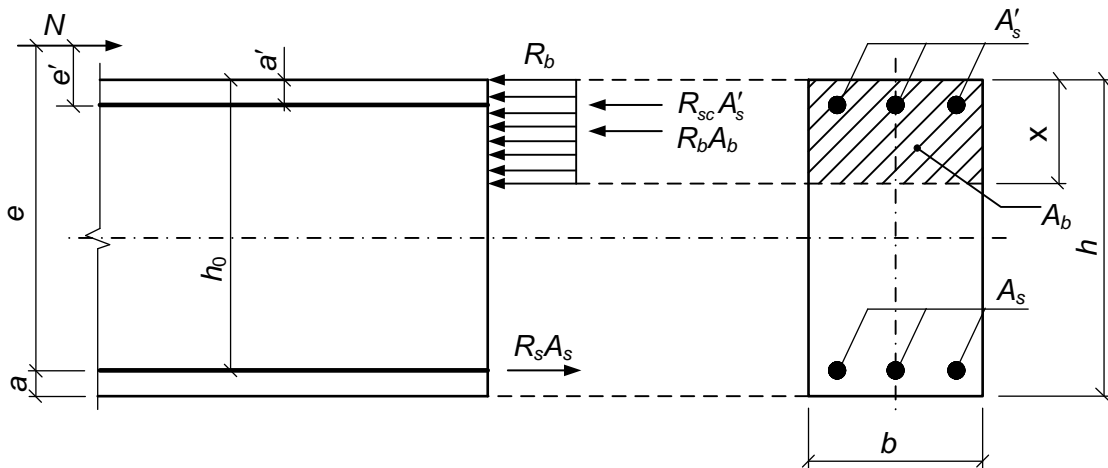 N
e'
a'
R_b
R_sc A'_s
R_b A_b
A'_s
x
A_b
h
e
h_0
a
R_s A_s
A_s
b